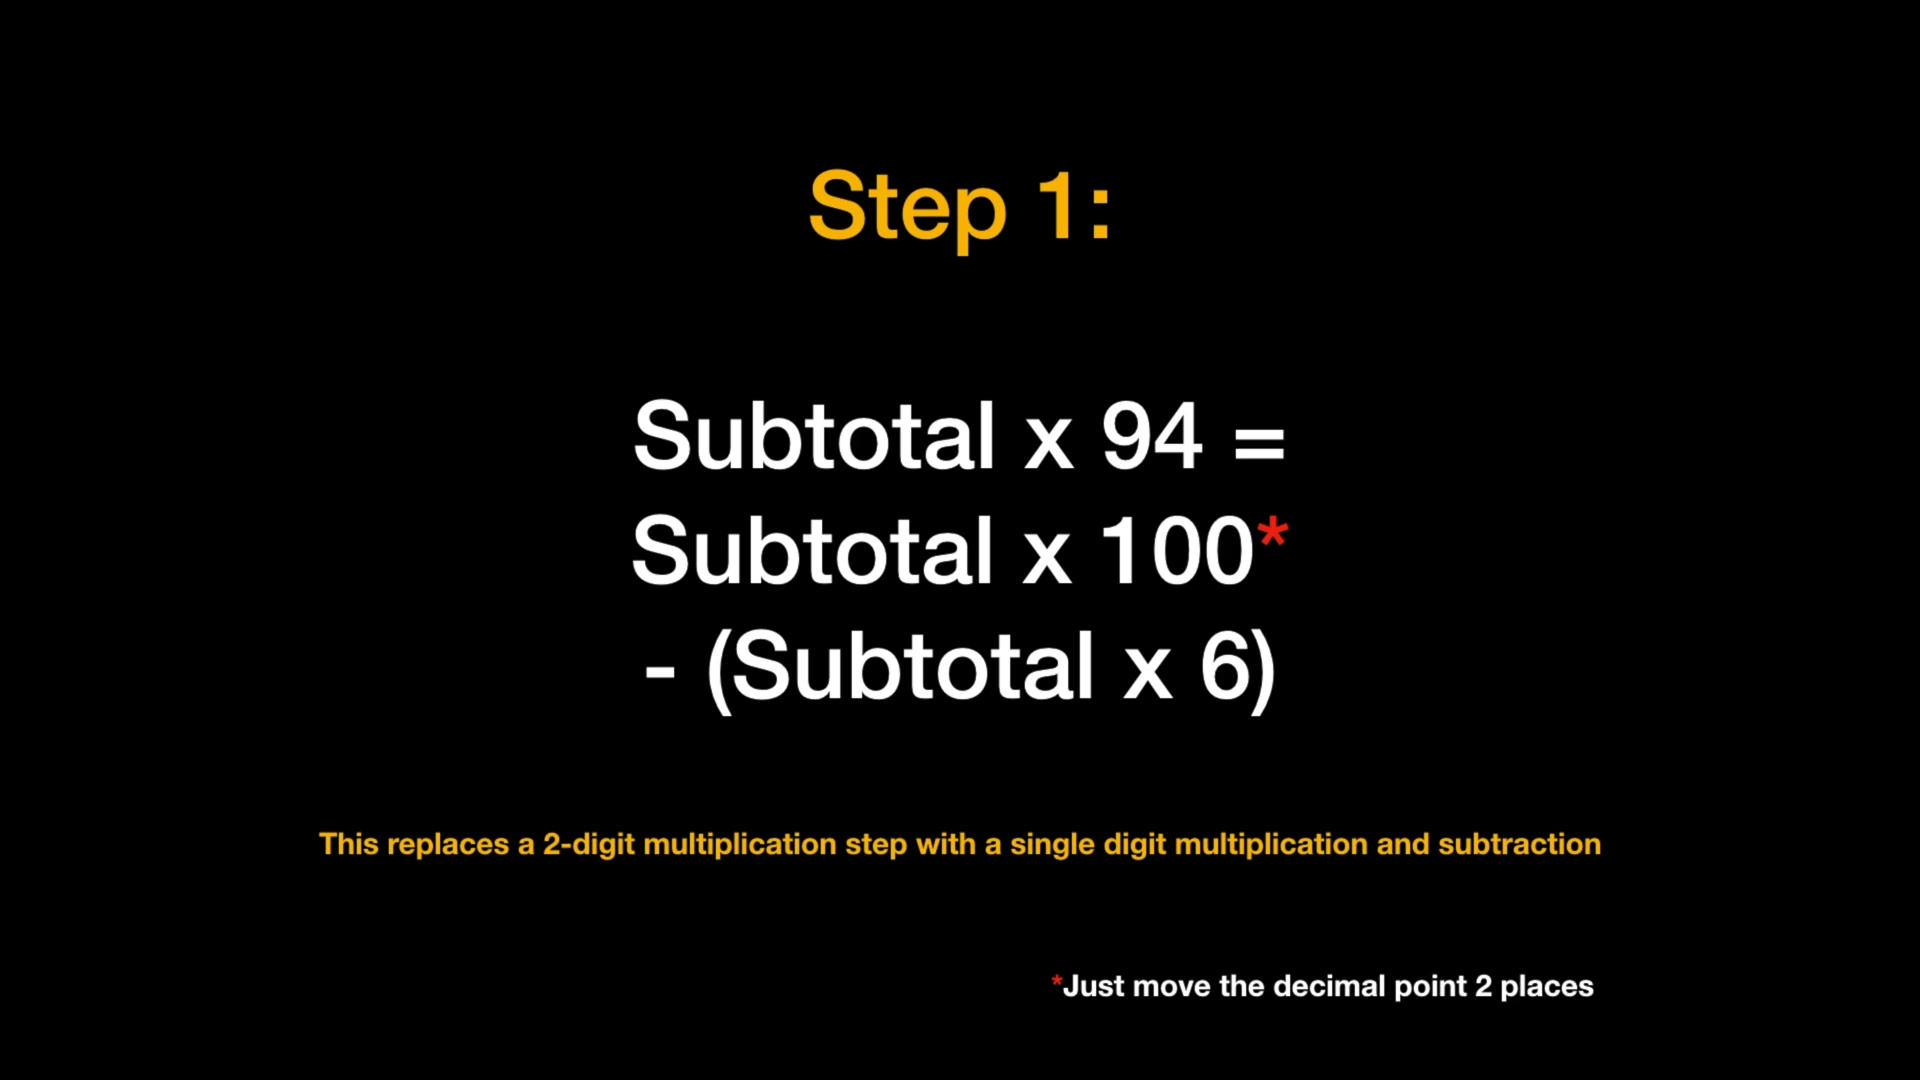 Step 1:
Subtotal x 94 =
Subtotal x 100*
- (Subtotal x 6)
This replaces a 2-digit multiplication step with a single digit multiplication and subtraction
*Just move the decimal point 2 places